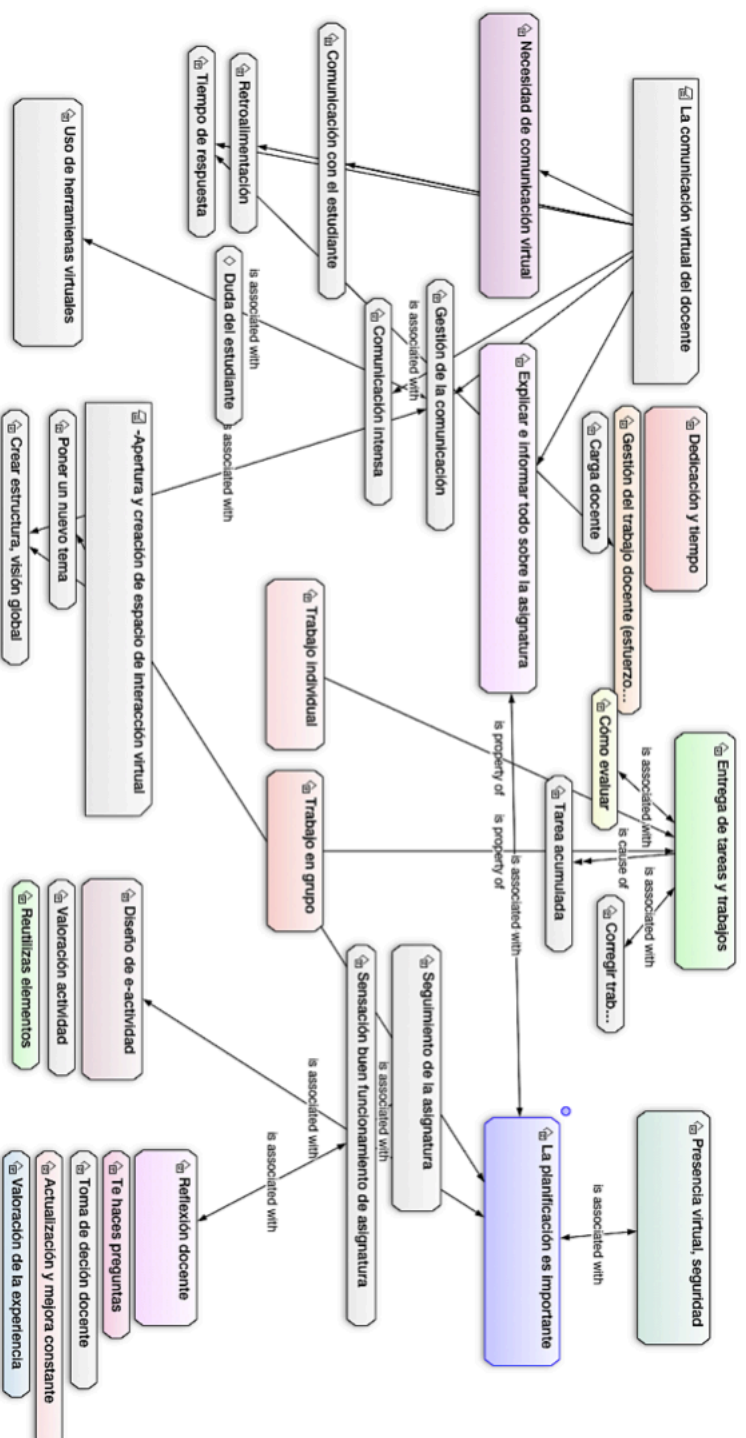 La comunicación virtual del docente
Dedicación y tiempo
Entrega de tareas y trabajos
Presencia virtual, seguridad
Gestión del trabajo docente (esfuerzo...
Carga docente
is associated with
is associated with
is cause of
Cómo evaluar
Corregir trab...
is associated with
Necesidad de comunicación virtual
Explicar e informar todo sobre la asignatura
Tarea acumulada
is associated with
La planificación es importante
is property of
is property of
Gestión de la comunicación
is associated with
Seguimiento de la asignatura
is associated with
Comunicación intensa
Sensación buen funcionamiento de asignatura
Comunicación con el estudiante
Trabajo individual
Trabajo en grupo
is associated with
is associated with
is associated with
Retroalimentación
Duda del estudiante
s associated with
Tiempo de respuesta
-Apertura y creación de espacio de interacción virtual
Diseño de e-actividad
Reflexión docente
Uso de herramienas virtuales
Poner un nuevo tema
Valoración actividad
Te haces preguntas
Crear estructura, visión global
Reutilizas elementos
Toma de deción docente
Actualización y mejora constante
Valoración de la experiencia